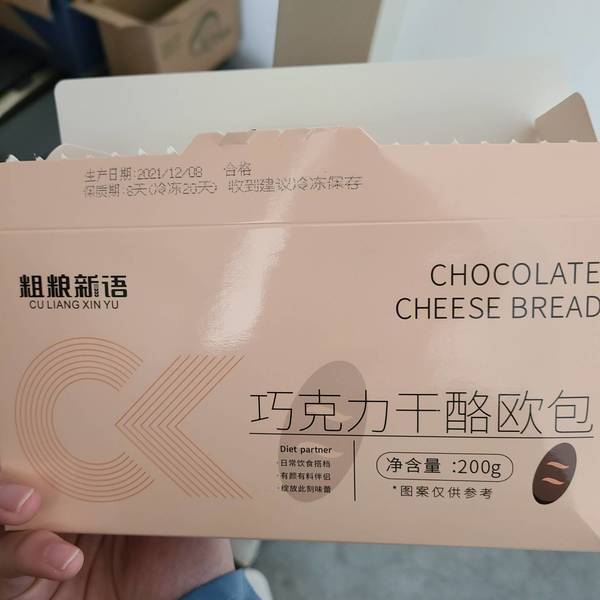 生产日期:2021/12/08 合格
保质期:8天(冷冻20天) 收到建议冷冻保存
粗粮新语
CU LIANG XIN YU
CHOCOLATE
CHEESE BREAD
巧克力干酪欧包
Diet partner
·日常饮食搭档
·有颜有料伴侣
·绽放此刻味蕾
净含量:200g
*图案仅供参考